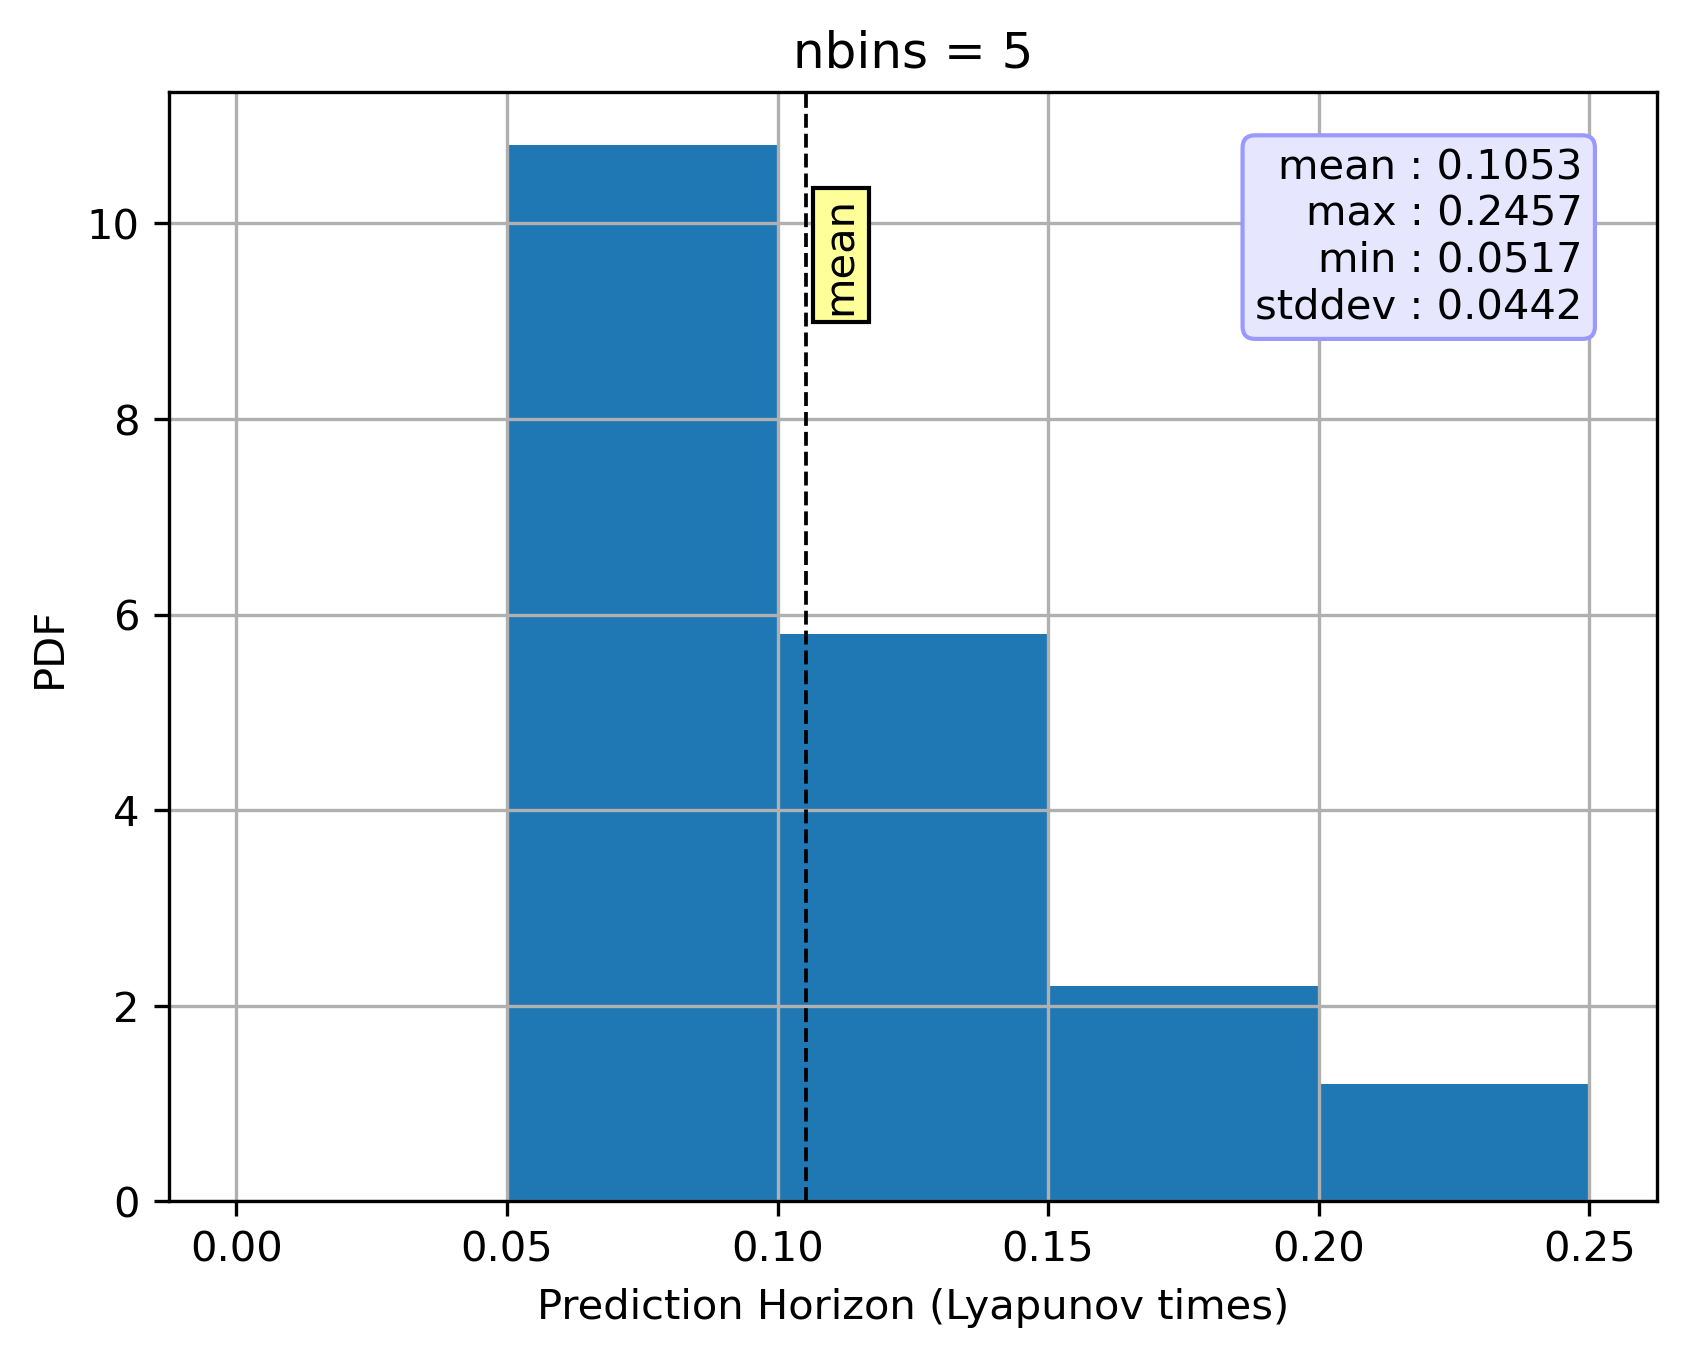 nbins = 5
mean : 0.1053
max : 0.2457
min : 0.0517
stddev : 0.0442
mean
PDF
10
8
6
4
2
0
0.00 0.05 0.10 0.15 0.20 0.25
Prediction Horizon (Lyapunov times)